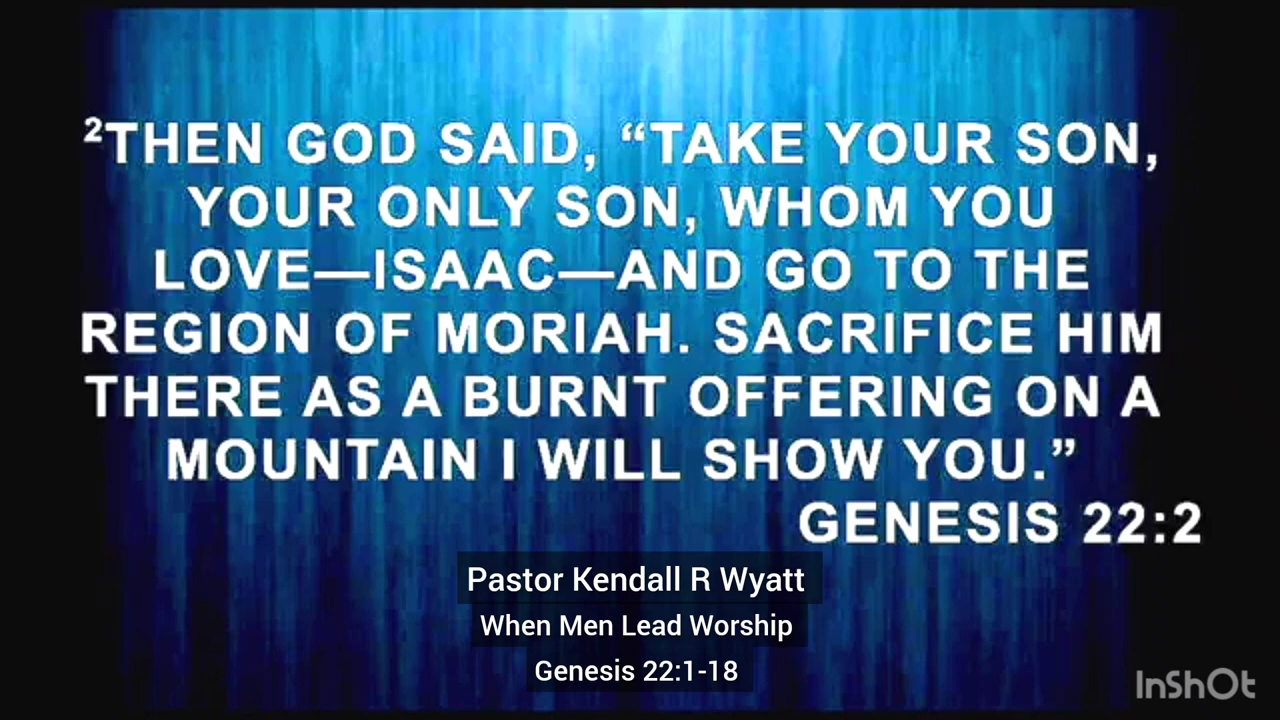 ²THEN GOD SAID, “TAKE YOUR SON,
YOUR ONLY SON, WHOM YOU
LOVE—ISAAC—AND GO TO THE
REGION OF MORIAH. SACRIFICE HIM
THERE AS A BURNT OFFERING ON A
MOUNTAIN I WILL SHOW YOU.”
GENESIS 22:2
Pastor Kendall R Wyatt
When Men Lead Worship
Genesis 22:1-18
InShOt